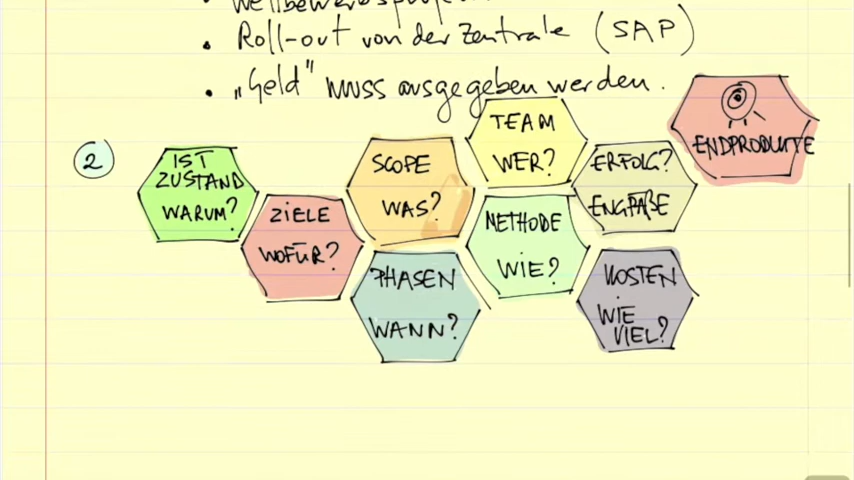 • Roll-out von der Zentrale (SAP)
• „Geld" muss ausgegeben werden.
2
IST
ZUSTAND
WARUM?
ZIELE
WOFÜR?
SCOPE
WAS?
PHASEN
WANN?
TEAM
WER?
METHODE
WIE?
ERFOLG?
ENGPÄßE
KOSTEN
WIE
VIEL?
ENDPRODUKTE